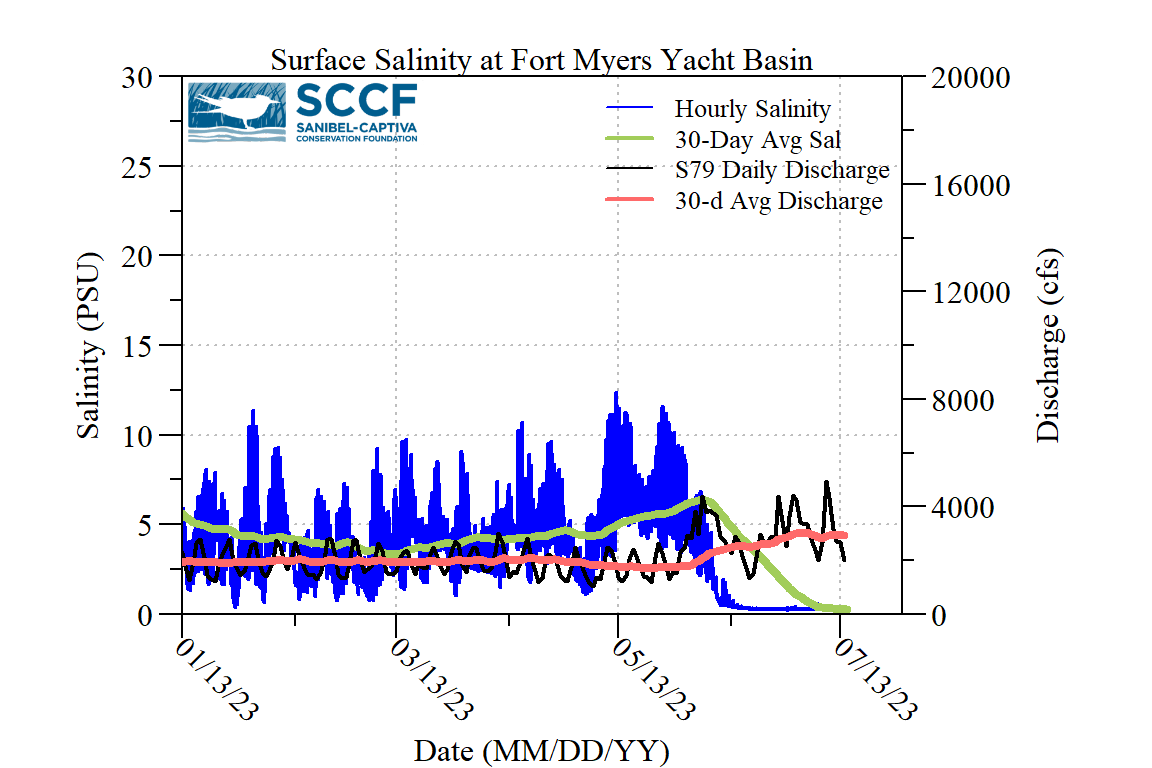 Surface Salinity at Fort Myers Yacht Basin
SCCF
SANIBEL-CAPTIVA
CONSERVATION FOUNDATION
Hourly Salinity
30-Day Avg Sal
S79 Daily Discharge
30-d Avg Discharge
30
25
20
15
10
5
0
Salinity (PSU)
20000
16000
12000
8000
4000
0
Discharge (cfs)
01/13/23
03/13/23
05/13/23
07/13/23
Date (MM/DD/YY)